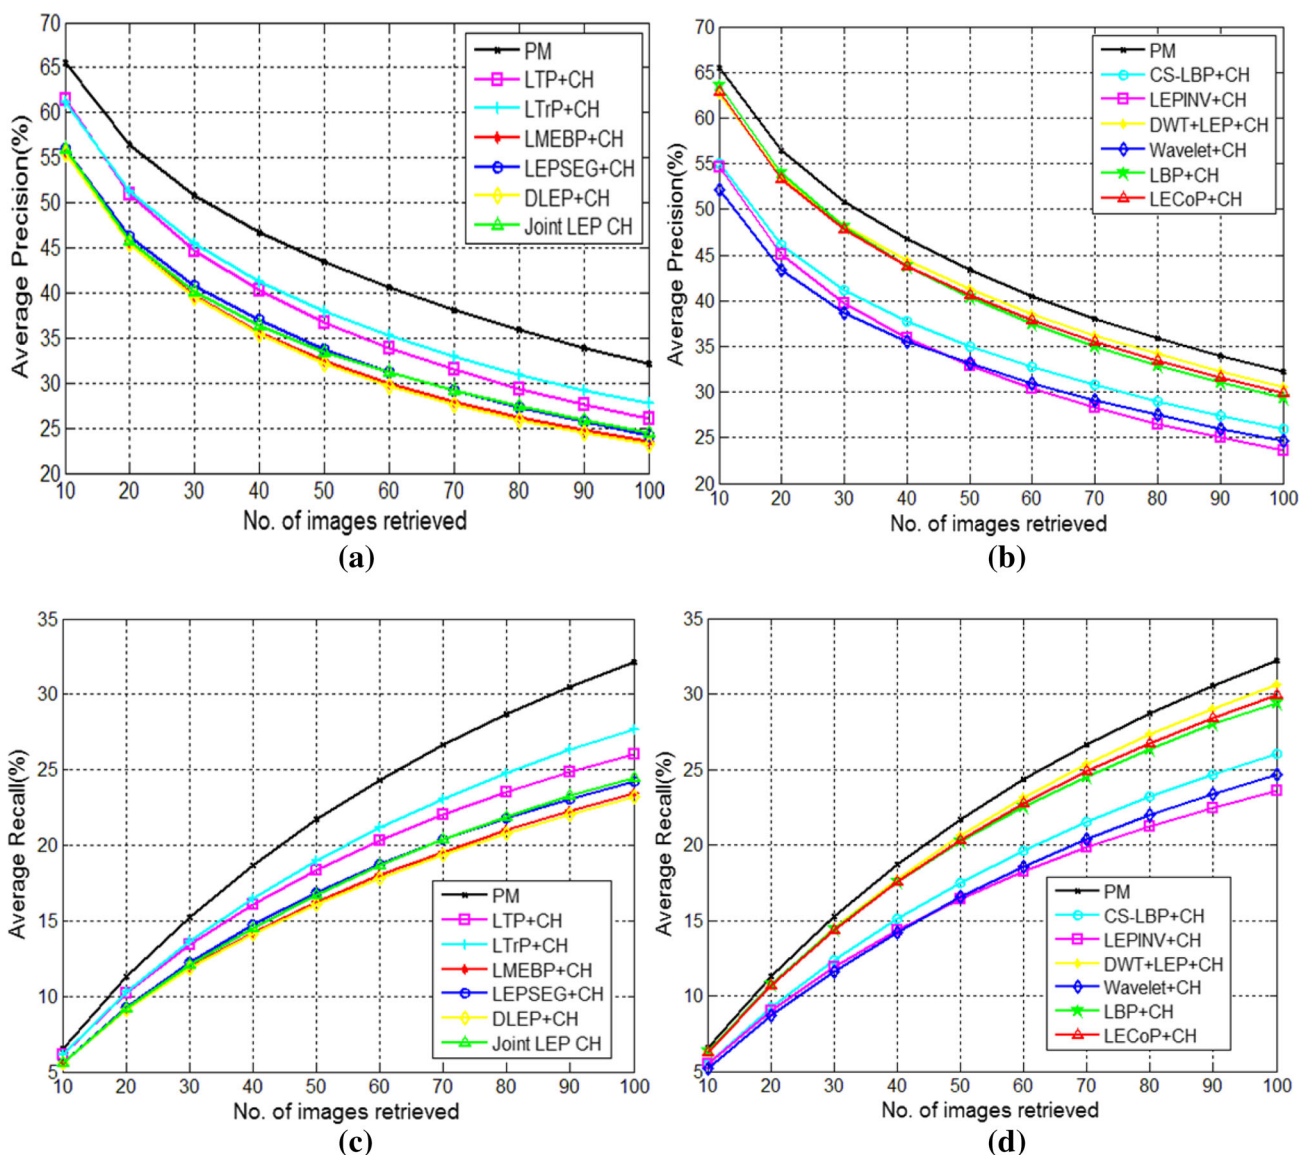 70
65
60
55
50
45
40
35
30
25
20
Average Precision(%)
PM
LTP+CH
LTrP+CH
LMEBP+CH
LEPSEG+CH
DLEP+CH
Joint LEP CH
10 20 30 40 50 60 70 80 90 100
No. of images retrieved
(a)
70
65
60
55
50
45
40
35
30
25
20
Average Precision(%)
PM
CS-LBP+CH
LEPINV+CH
DWT+LEP+CH
Wavelet+CH
LBP+CH
LECoP+CH
10 20 30 40 50 60 70 80 90 100
No. of images retrieved
(b)
35
30
25
20
15
10
5
Average Recall(%)
PM
LTP+CH
LTrP+CH
LMEBP+CH
LEPSEG+CH
DLEP+CH
Joint LEP CH
10 20 30 40 50 60 70 80 90 100
No. of images retrieved
(c)
35
30
25
20
15
10
5
Average Recall(%)
PM
CS-LBP+CH
LEPINV+CH
DWT+LEP+CH
Wavelet+CH
LBP+CH
LECoP+CH
10 20 30 40 50 60 70 80 90 100
No. of images retrieved
(d)